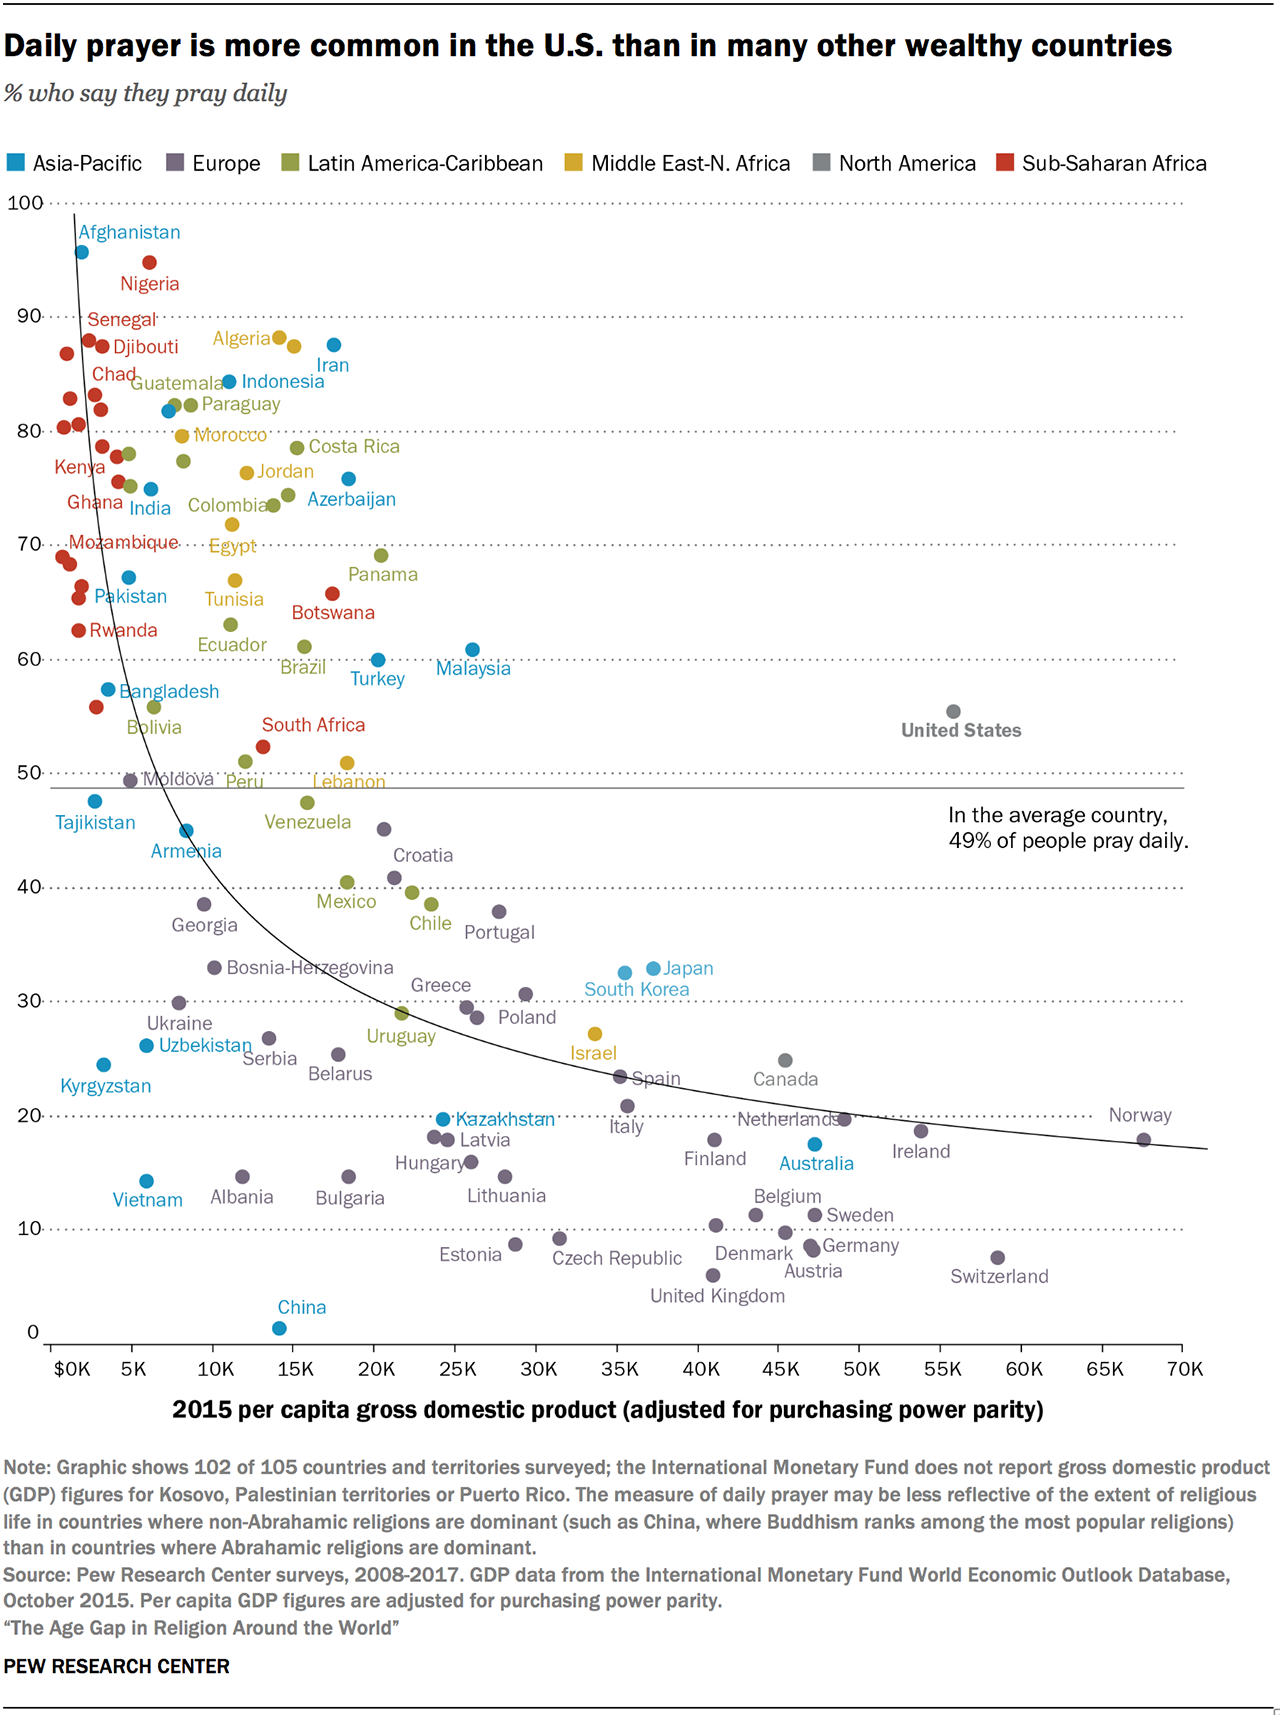 Daily prayer is more common in the U.S. than in many other wealthy countries
% who say they pray daily
Asia-Pacific Europe Latin America-Caribbean Middle East-N. Africa North America Sub-Saharan Africa
100
Afghanistan
Nigeria
90
Senegal
Algeria
Djibouti
Iran
Chad
Guatemala
Indonesia
Paraguay
80
Morocco
Costa Rica
Kenya
Jordan
Azerbaijan
Ghana
India
Colombia
70
Mozambique
Egypt
Panama
Pakistan
Tunisia
Botswana
Rwanda
Ecuador
60
Brazil
Malaysia
Turkey
Bangladesh
Bolivia
South Africa
United States
50
Moldova
Peru
Lebanon
In the average country,
49% of people pray daily.
Tajikistan
Venezuela
Armenia
Croatia
40
Mexico
Chile
Georgia
Portugal
Bosnia-Herzegovina
Japan
Greece
South Korea
30
Ukraine
Poland
Uruguay
Uzbekistan
Israel
Serbia
Belarus
Spain
Canada
Kyrgyzstan
20
Kazakhstan
Netherlands
Norway
Italy
Latvia
Ireland
Hungary
Finland
Australia
Vietnam
Albania
Bulgaria
Lithuania
Belgium
Sweden
10
Estonia
Czech Republic
Denmark
Germany
Austria
Switzerland
United Kingdom
China
0
$0K 5K 10K 15K 20K 25K 30K 35K 40K 45K 50K 55K 60K 65K 70K
2015 per capita gross domestic product (adjusted for purchasing power parity)
Note: Graphic shows 102 of 105 countries and territories surveyed; the International Monetary Fund does not report gross domestic product
(GDP) figures for Kosovo, Palestinian territories or Puerto Rico. The measure of daily prayer may be less reflective of the extent of religious
life in countries where non-Abrahamic religions are dominant (such as China, where Buddhism ranks among the most popular religions)
than in countries where Abrahamic religions are dominant.
Source: Pew Research Center surveys, 2008-2017. GDP data from the International Monetary Fund World Economic Outlook Database,
October 2015. Per capita GDP figures are adjusted for purchasing power parity.
“The Age Gap in Religion Around the World”
PEW RESEARCH CENTER